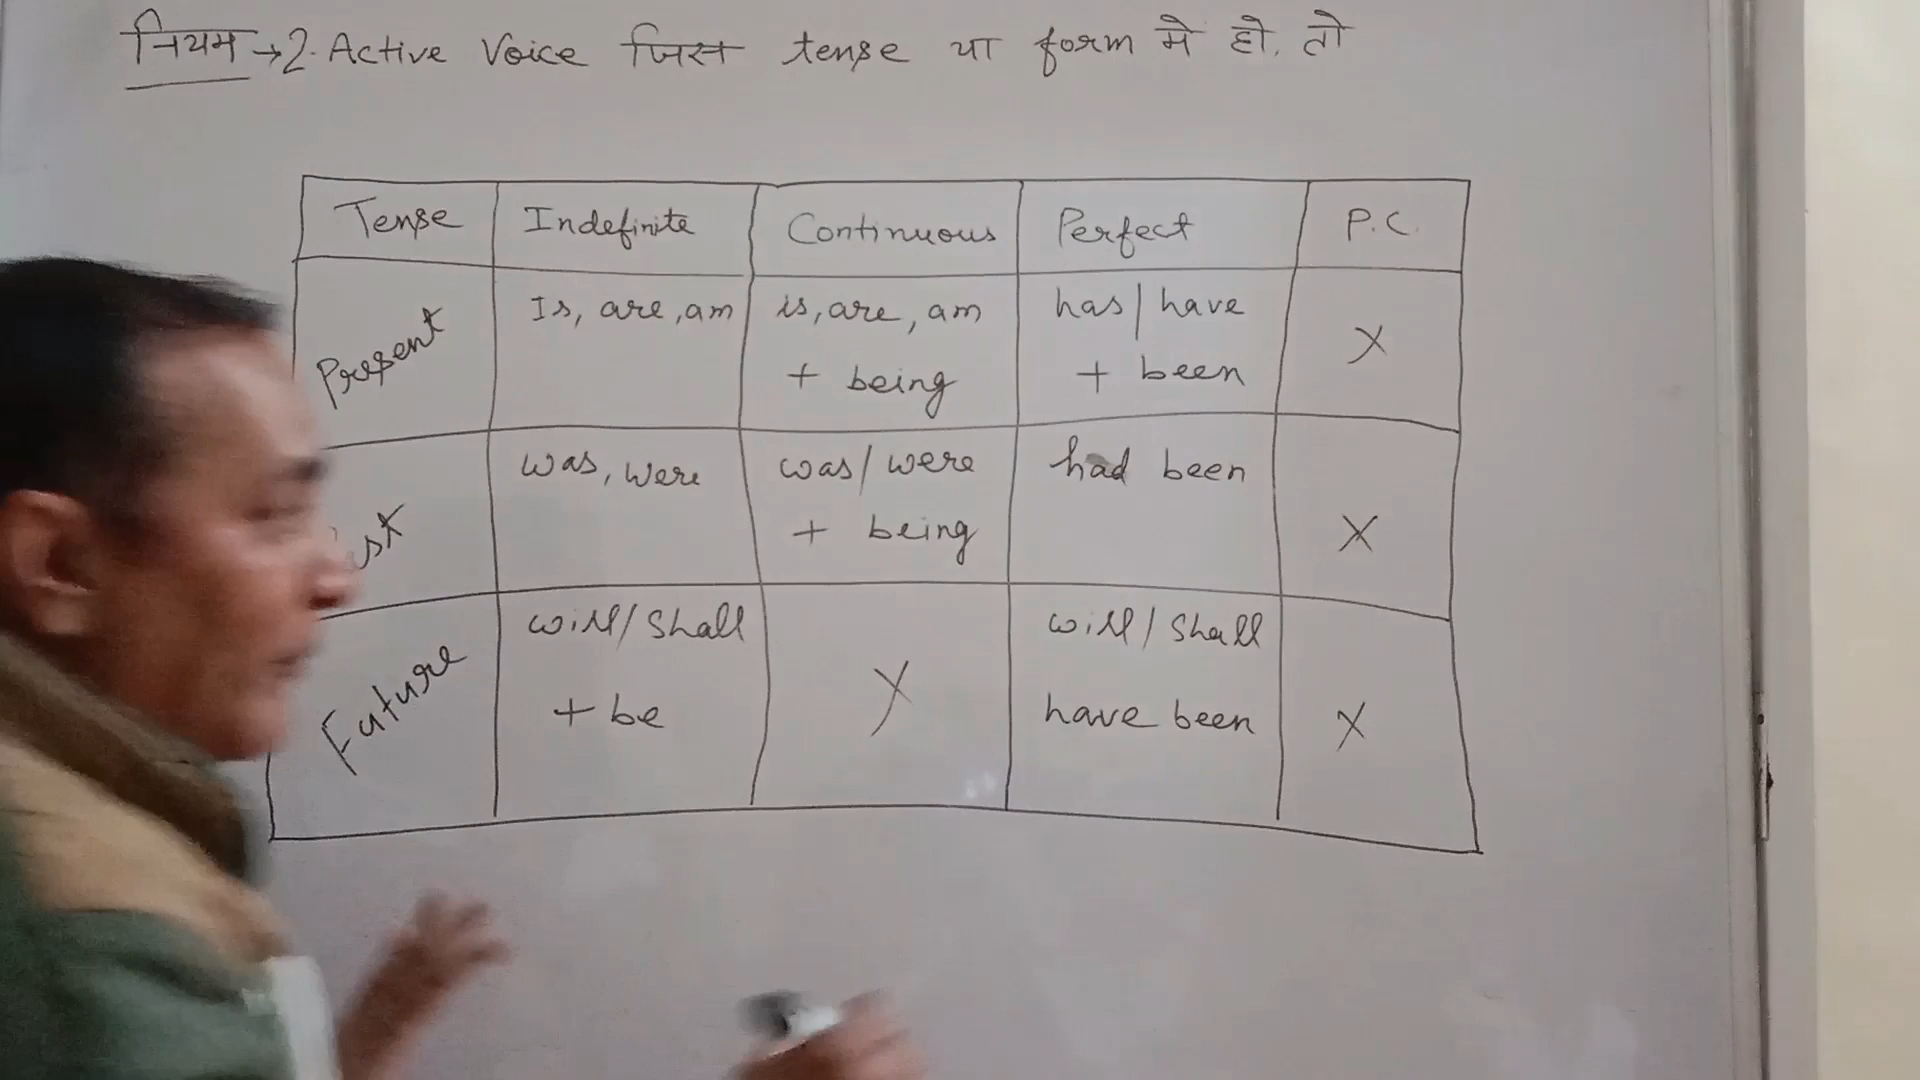 नियम → 2. Active Voice जिस tense या form मे हो, तो
Tense Indefinite Continuous Perfect P.C.
Present Is, are, am is, are, am has / have X
+ being + been
was, were was / were had been X
+ being
Future will / Shall X will / Shall X
+ be have been